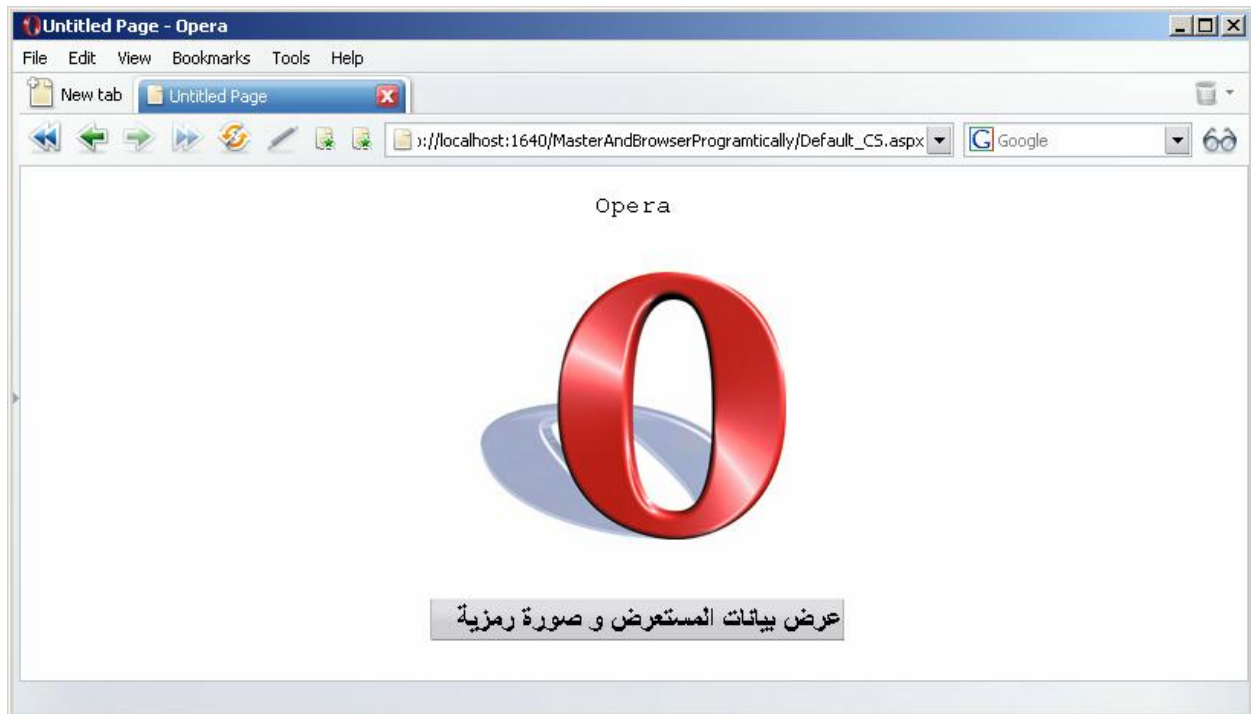 Untitled Page - Opera
File Edit View Bookmarks Tools Help
New tab Untitled Page
://localhost:1640/MasterAndBrowserProgramtically/Default_CS.aspx G Google
Opera
عرض بيانات المستعرض و صورة رمزية